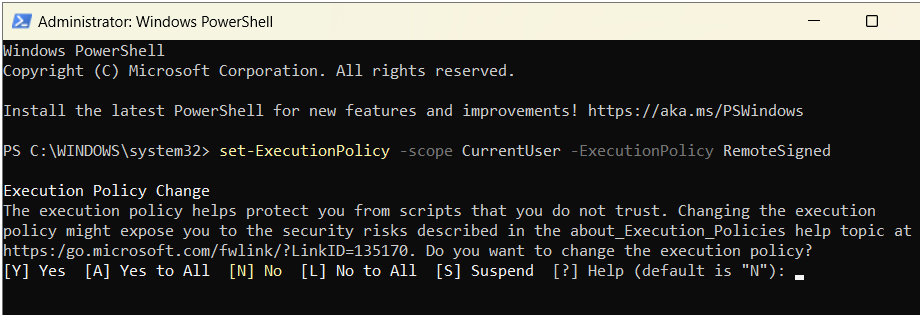 Administrator: Windows PowerShell
Windows PowerShell
Copyright (C) Microsoft Corporation. All rights reserved.
Install the latest PowerShell for new features and improvements! https://aka.ms/PSWindows
PS C:\WINDOWS\system32> set-ExecutionPolicy -scope CurrentUser -ExecutionPolicy RemoteSigned
Execution Policy Change
The execution policy helps protect you from scripts that you do not trust. Changing the execution
policy might expose you to the security risks described in the about_Execution_Policies help topic at
https:/go.microsoft.com/fwlink/?LinkID=135170. Do you want to change the execution policy?
[Y] Yes  [A] Yes to All  [N] No  [L] No to All  [S] Suspend  [?] Help (default is "N"):